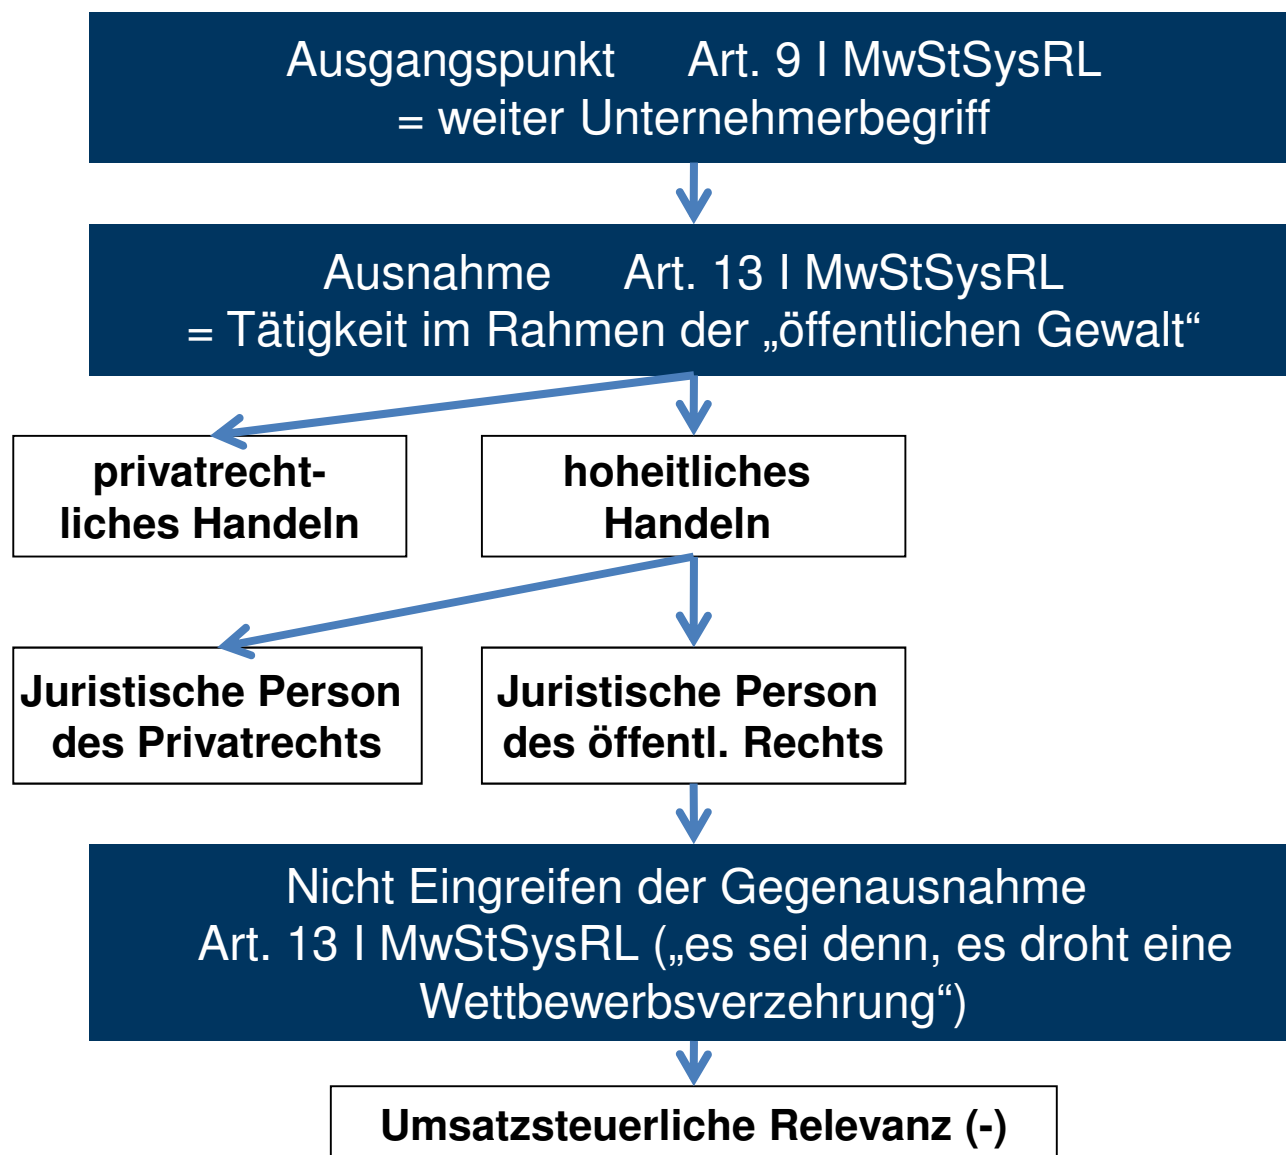 Ausgangspunkt Art. 9 I MwStSysRL
= weiter Unternehmerbegriff
Ausnahme Art. 13 I MwStSysRL
= Tätigkeit im Rahmen der „öffentlichen Gewalt“
privatrecht-
liches Handeln
hoheitliches
Handeln
Juristische Person
des Privatrechts
Juristische Person
des öffentl. Rechts
Nicht Eingreifen der Gegenausnahme
Art. 13 I MwStSysRL („es sei denn, es droht eine
Wettbewerbsverzehrung“)
Umsatzsteuerliche Relevanz (-)